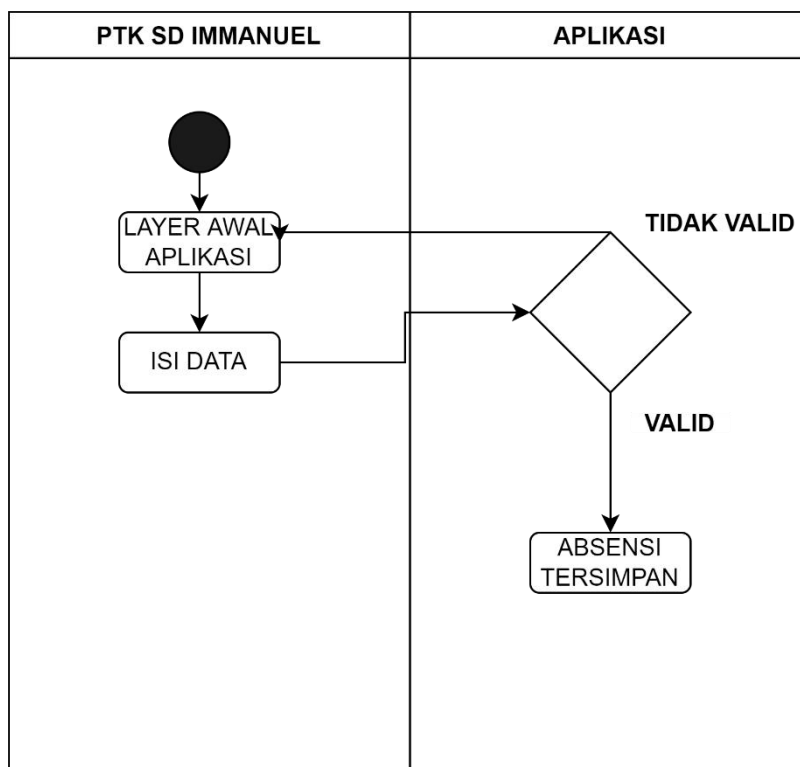 PTK SD IMMANUEL
APLIKASI
LAYER AWAL
APLIKASI
TIDAK VALID
ISI DATA
VALID
ABSENSI
TERSIMPAN